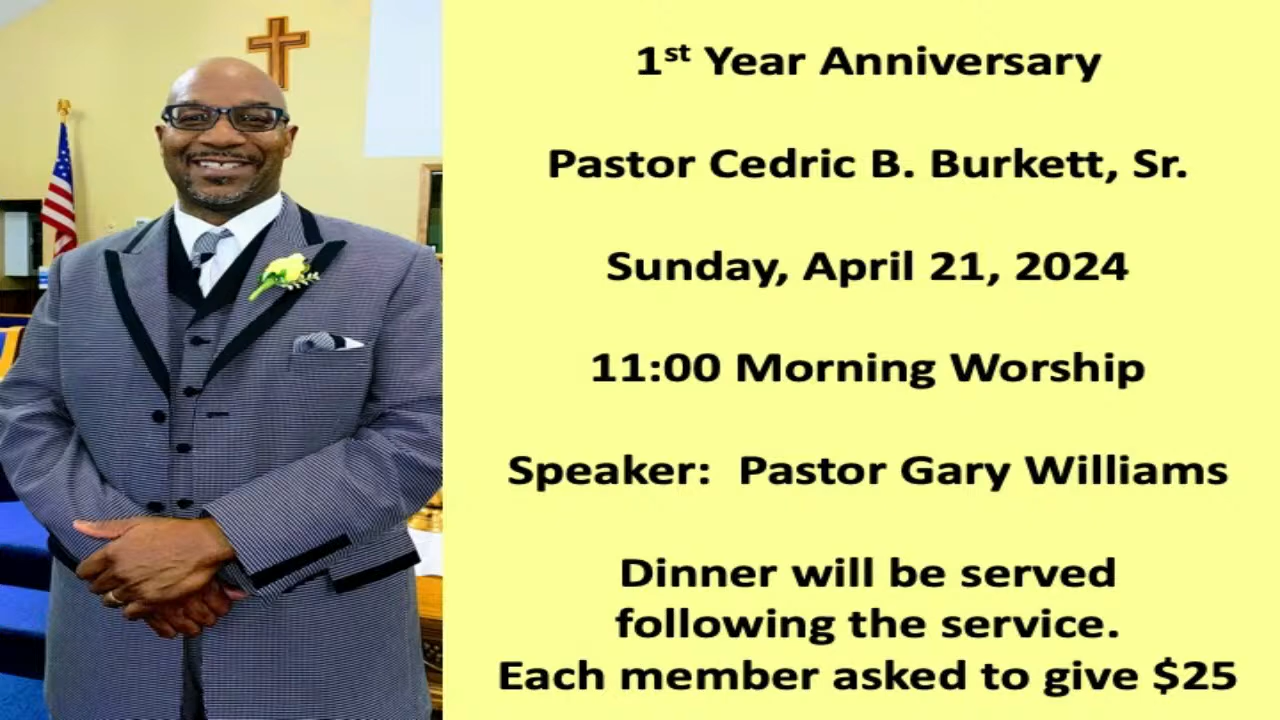 1st Year Anniversary
Pastor Cedric B. Burkett, Sr.
Sunday, April 21, 2024
11:00 Morning Worship
Speaker: Pastor Gary Williams
Dinner will be served
following the service.
Each member asked to give $25